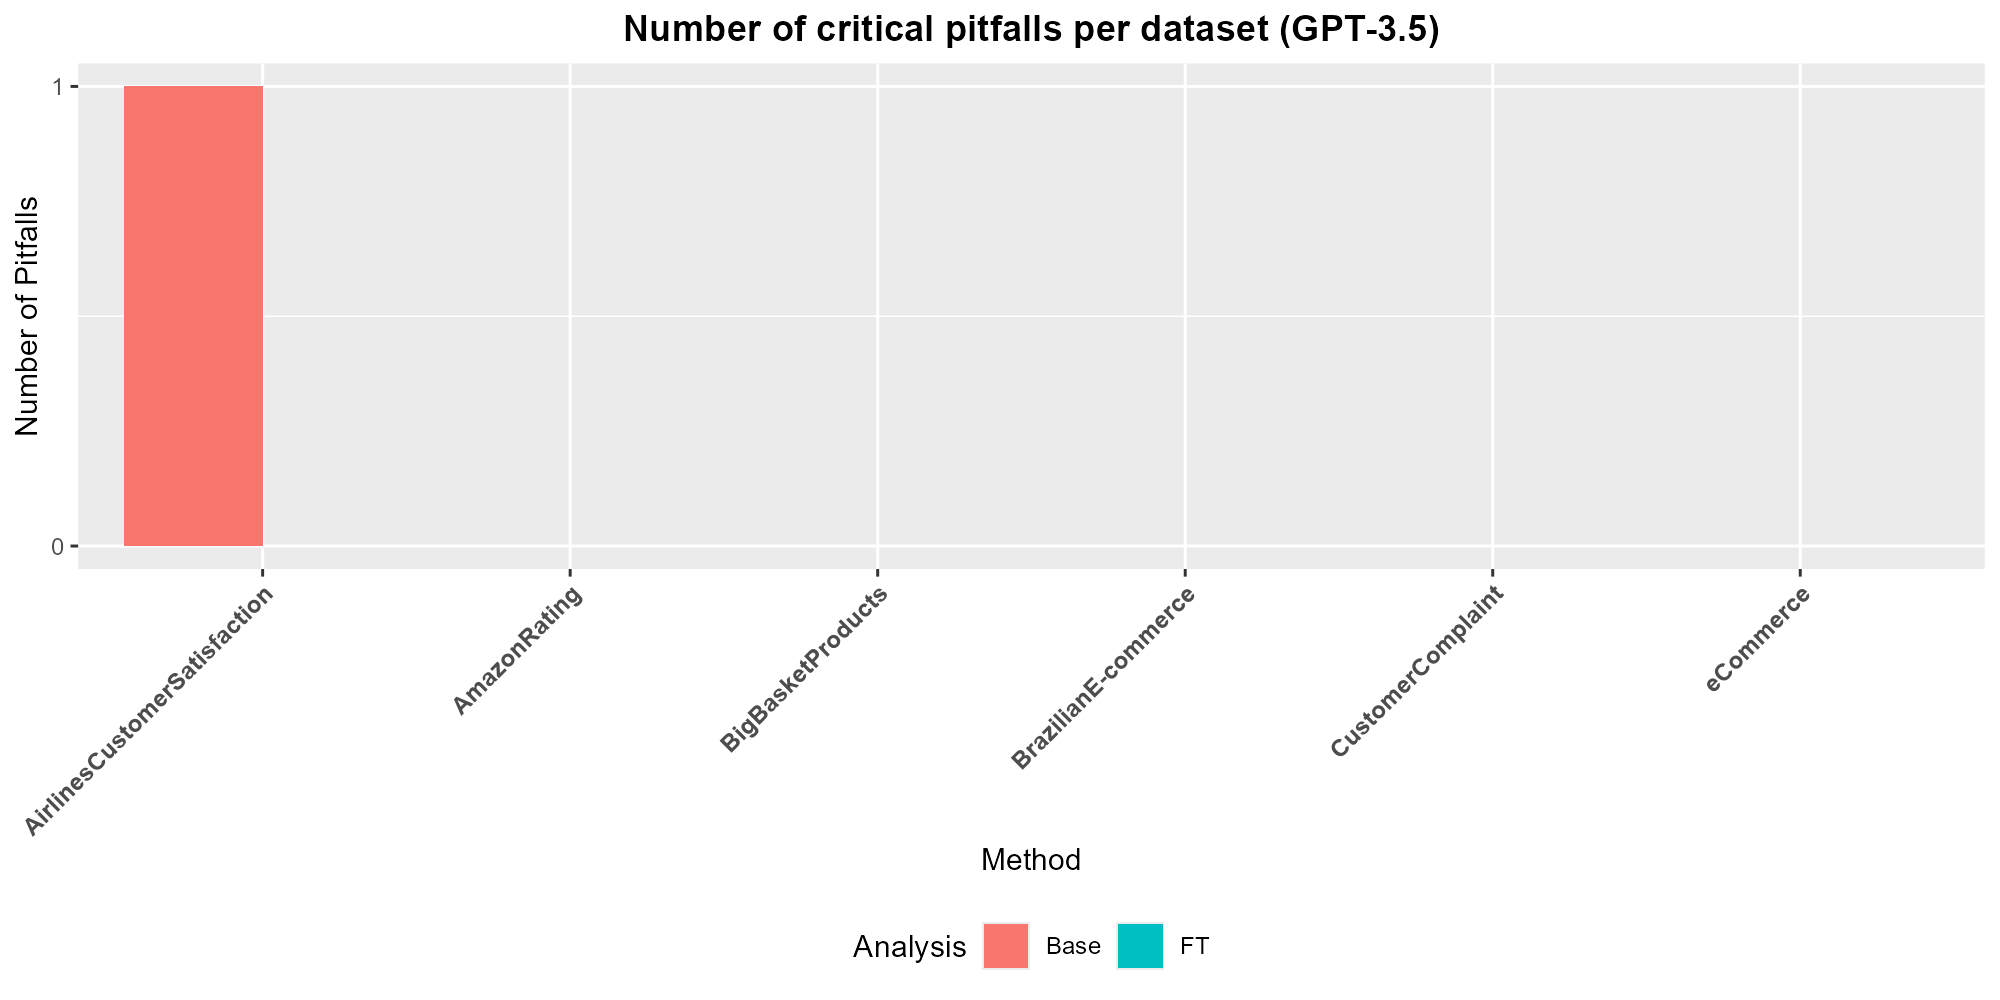 Number of critical pitfalls per dataset (GPT-3.5)
Number of Pitfalls
1
0
AirlinesCustomerSatisfaction
AmazonRating
BigBasketProducts
BrazilianE-commerce
CustomerComplaint
eCommerce
Method
Analysis Base FT